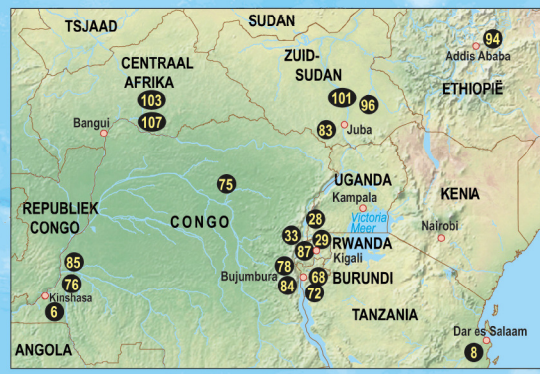 TSJAAD
SUDAN
94
Addis Ababa
ETHIOPIË
CENTRAAL
AFRIKA
103
107
Bangui
ZUID-
SUDAN
101
96
83
Juba
75
UGANDA
Kampala
KENIA
Nairobi
REPUBLIEK
CONGO
CONGO
Victoria
Meer
28
33
29
87
RWANDA
Kigali
78
Bujumbura
84
68
72
BURUNDI
85
76
Kinshasa
6
TANZANIA
Dar es Salaam
8
ANGOLA